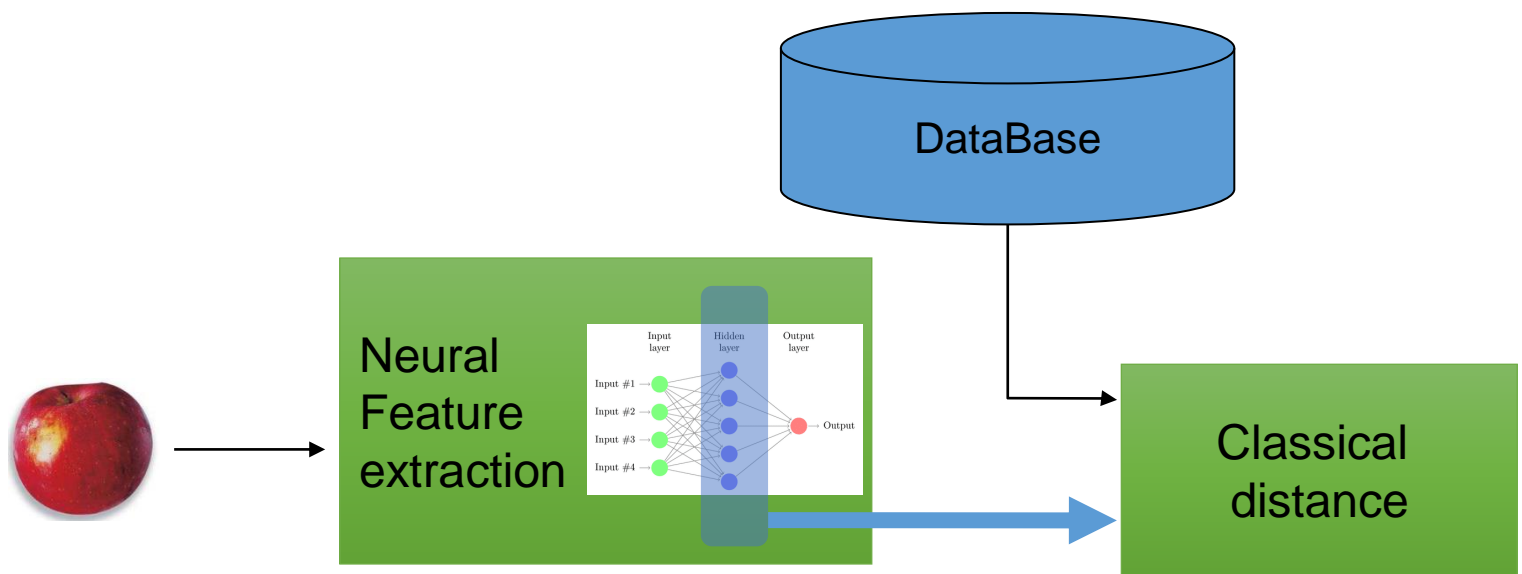 DataBase
Neural
Feature
extraction
Input
layer
Hidden
layer
Output
layer
Input #1
Input #2
Input #3
Input #4
Output
Classical
distance